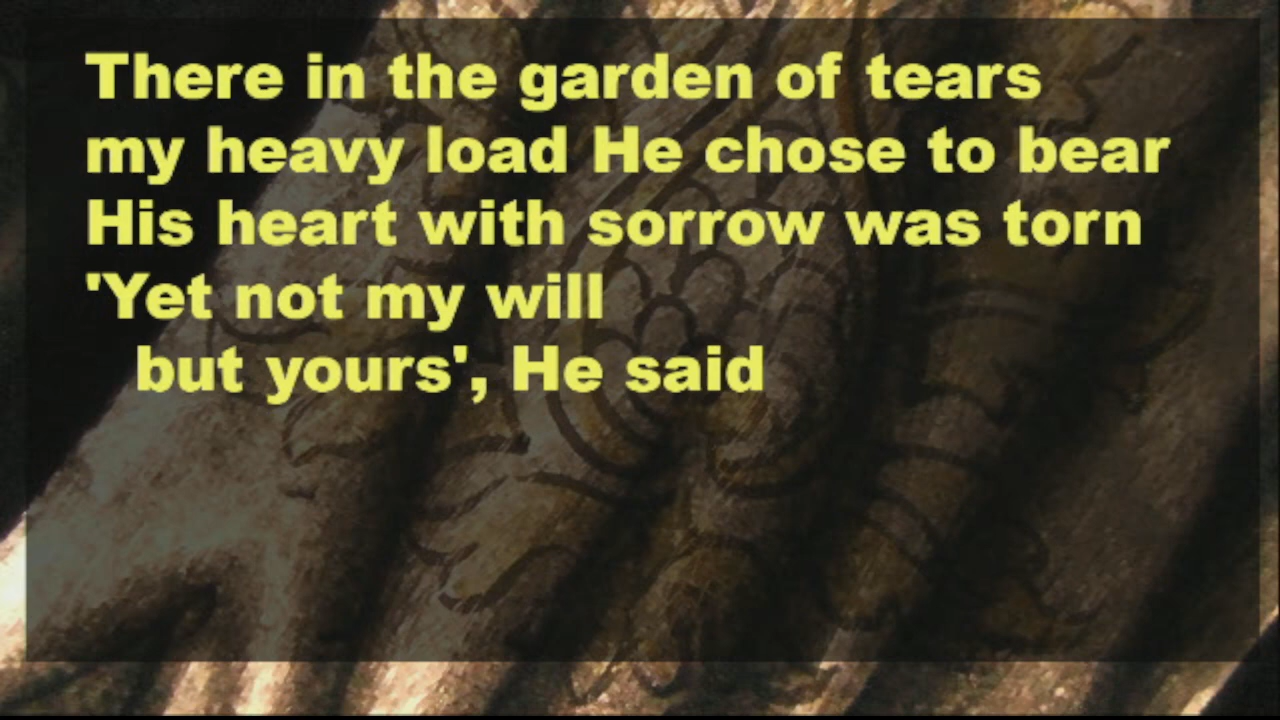 There in the garden of tears
my heavy load He chose to bear
His heart with sorrow was torn
'Yet not my will
but yours', He said